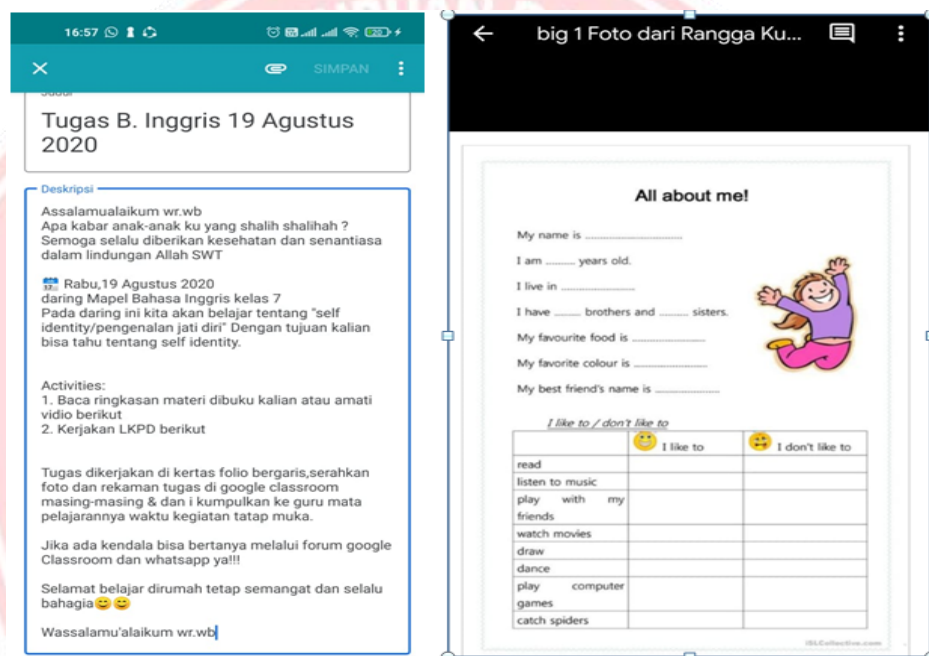 16:57
20
SIMPAN
Judul
Tugas B. Inggris 19 Agustus
2020
Deskripsi
Assalamualaikum wr.wb
Apa kabar anak-anak ku yang shalih shalihah ?
Semoga selalu diberikan kesehatan dan senantiasa
dalam lindungan Allah SWT
Rabu,19 Agustus 2020
daring Mapel Bahasa Inggris kelas 7
Pada daring ini kita akan belajar tentang "self
identity/pengenalan jati diri" Dengan tujuan kalian
bisa tahu tentang self identity.
Activities:
1. Baca ringkasan materi dibuku kalian atau amati
vidio berikut
2. Kerjakan LKPD berikut
Tugas dikerjakan di kertas folio bergaris,serahkan
foto dan rekaman tugas di google classroom
masing-masing & dan i kumpulkan ke guru mata
pelajarannya waktu kegiatan tatap muka.
Jika ada kendala bisa bertanya melalui forum google
Classroom dan whatsapp ya!!!
Selamat belajar dirumah tetap semangat dan selalu
bahagia😊😊
Wassalamu'alaikum wr.wb
big 1 Foto dari Rangga Ku...
All about me!
My name is ................................
I am .......... years old.
I live in .........................
I have ......... brothers and ......... sisters.
My favourite food is .........................
My favorite colour is .........................
My best friend's name is ......................
I like to / don't like to
I like to I don't like to
read
listen to music
play with my
friends
watch movies
draw
dance
play computer
games
catch spiders
iSLCollective.com